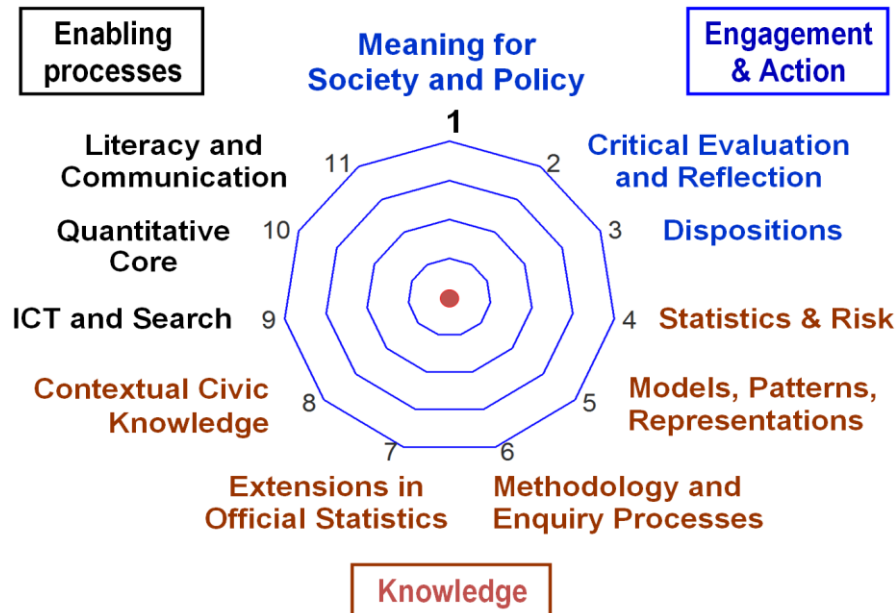 Enabling
processes
Meaning for
Society and Policy
Engagement
& Action
1
Literacy and
Communication
11
2
Critical Evaluation
and Reflection
Quantitative
Core
10
3
Dispositions
ICT and Search
9
4
Statistics & Risk
Contextual Civic
Knowledge
8
5
Models, Patterns,
Representations
7
6
Extensions in
Official Statistics
Methodology and
Enquiry Processes
Knowledge